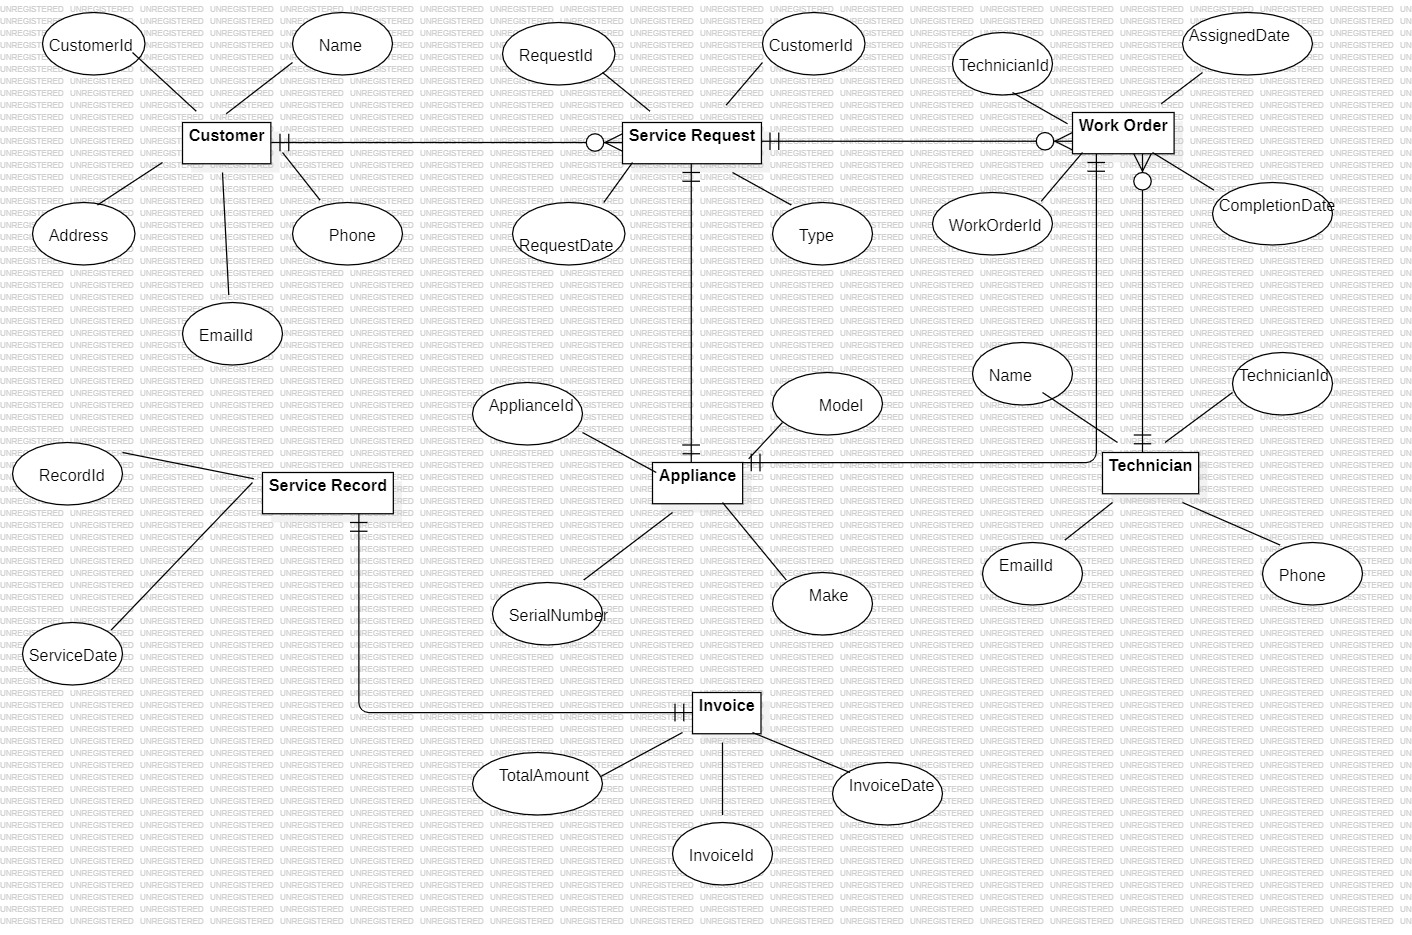 CustomerId
Name
RequestId
CustomerId
TechnicianId
AssignedDate
Customer
Service Request
Work Order
Address
Phone
RequestDate
Type
WorkOrderId
CompletionDate
EmailId
ApplianceId
Model
Name
TechnicianId
RecordId
Service Record
Appliance
Technician
ServiceDate
SerialNumber
Make
EmailId
Phone
Invoice
TotalAmount
InvoiceDate
InvoiceId
UNREGISTERED